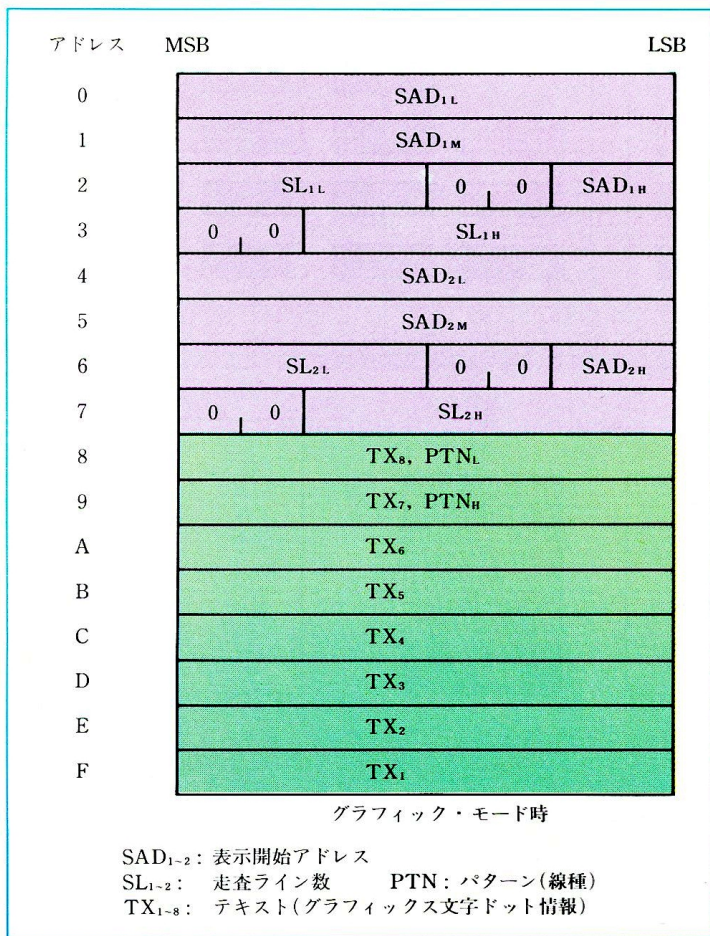 アドレス MSB LSB
0 SAD1L
1 SAD1M
2 SL1L 0 0 SAD1H
3 0 0 SL1H
4 SAD2L
5 SAD2M
6 SL2L 0 0 SAD2H
7 0 0 SL2H
8 TX8, PTNL
9 TX7, PTNH
A TX6
B TX5
C TX4
D TX3
E TX2
F TX1
グラフィック・モード時
SAD1~2: 表示開始アドレス
SL1~2: 走査ライン数 PTN: パターン(線種)
TX1~8: テキスト(グラフィックス文字ドット情報)